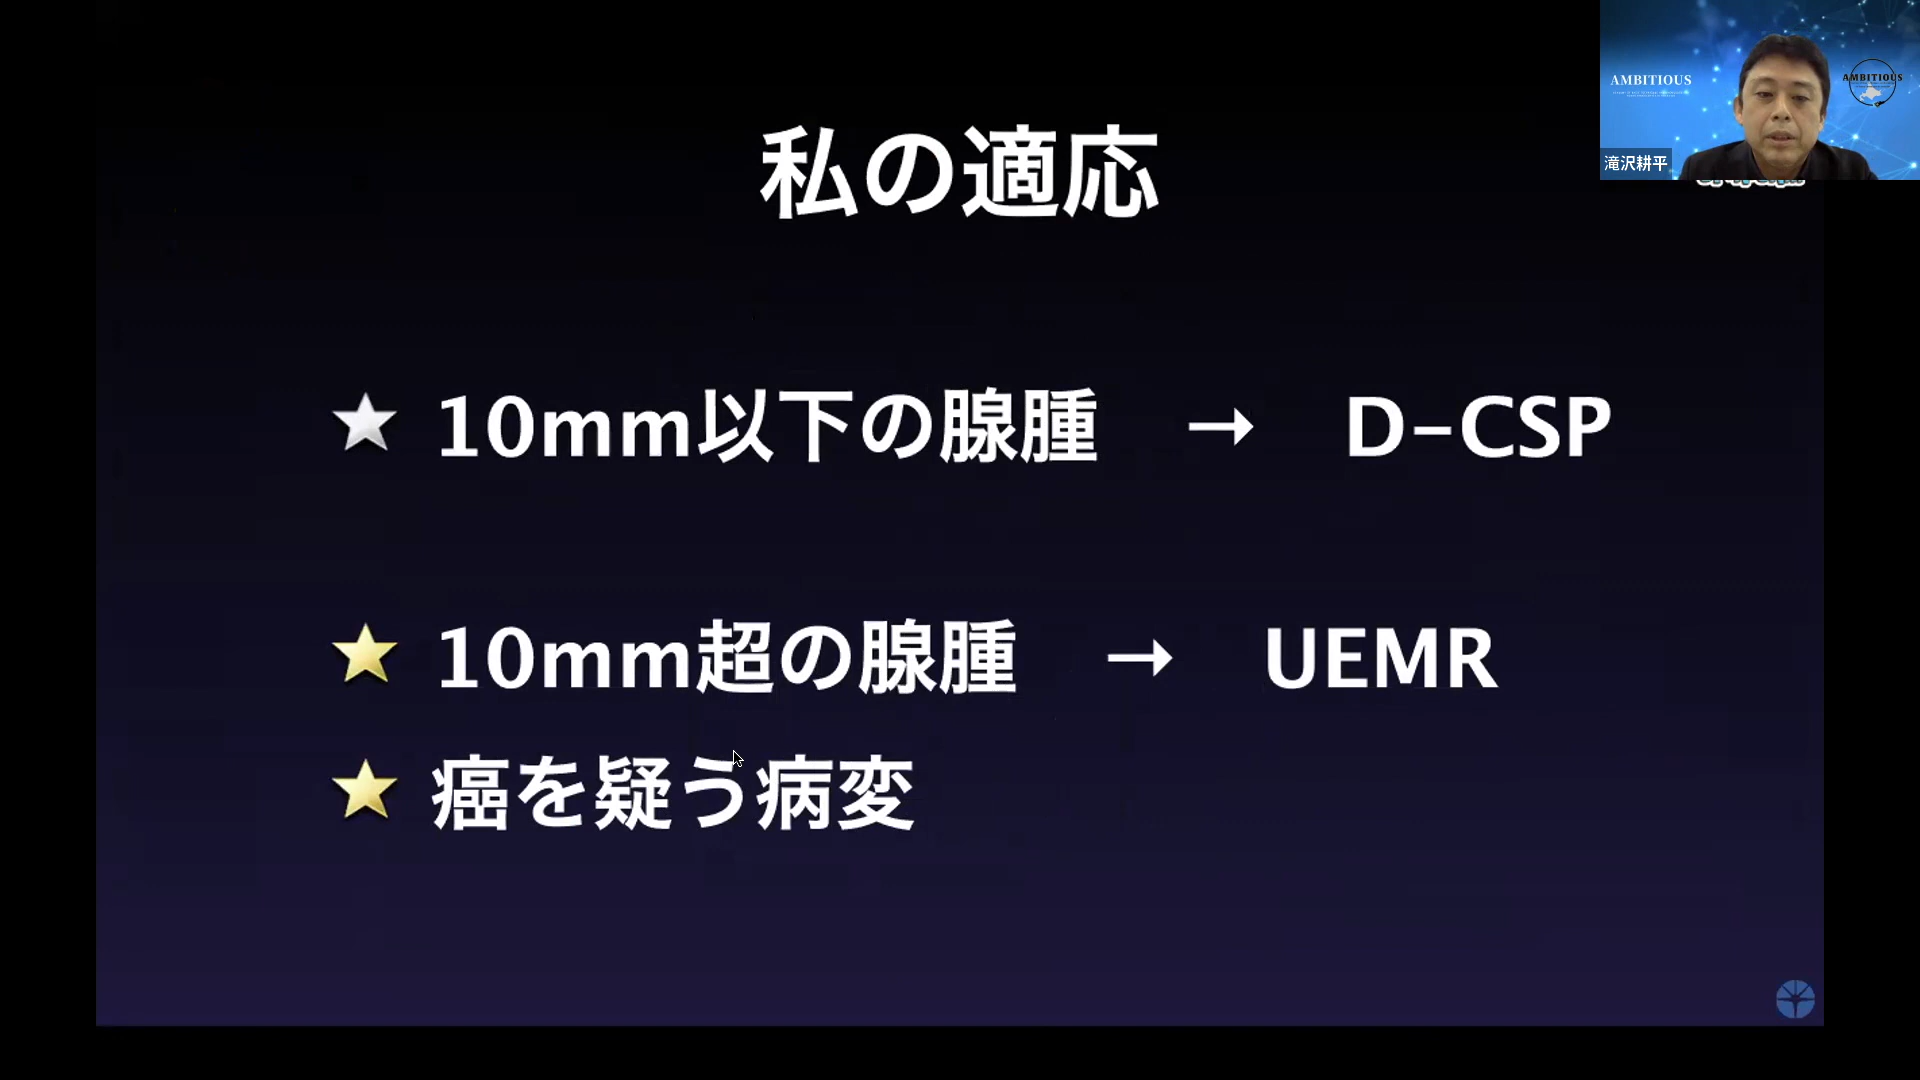 AMBITIOUS
AMBITIOUS
滝沢耕平
私の適応
10mm以下の腺腫 → D-CSP
10mm超の腺腫 → UEMR
癌を疑う病変